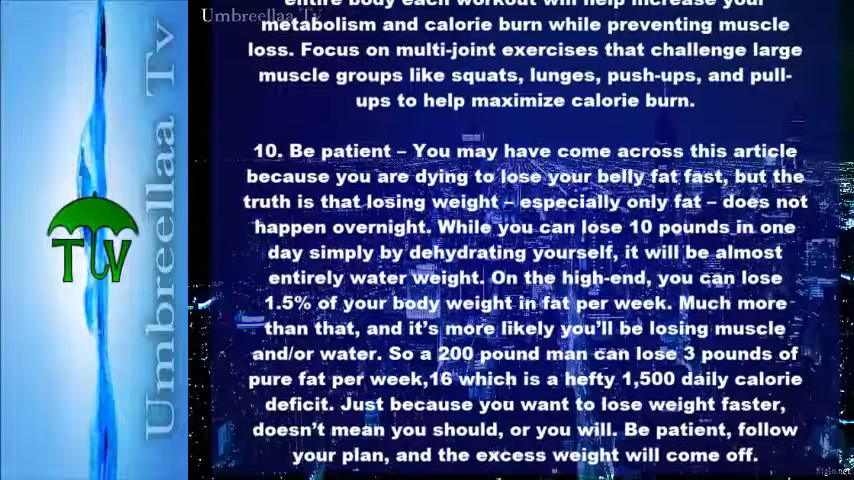 Umbreellaa Tv
TV
Umbreellaa Tv
entire body each workout will help increase your
metabolism and calorie burn while preventing muscle
loss. Focus on multi-joint exercises that challenge large
muscle groups like squats, lunges, push-ups, and pull-
ups to help maximize calorie burn.
10. Be patient – You may have come across this article
because you are dying to lose your belly fat fast, but the
truth is that losing weight – especially only fat – does not
happen overnight. While you can lose 10 pounds in one
day simply by dehydrating yourself, it will be almost
entirely water weight. On the high-end, you can lose
1.5% of your body weight in fat per week. Much more
than that, and it’s more likely you’ll be losing muscle
and/or water. So a 200 pound man can lose 3 pounds of
pure fat per week,16 which is a hefty 1,500 daily calorie
deficit. Just because you want to lose weight faster,
doesn’t mean you should, or you will. Be patient, follow
your plan, and the excess weight will come off.